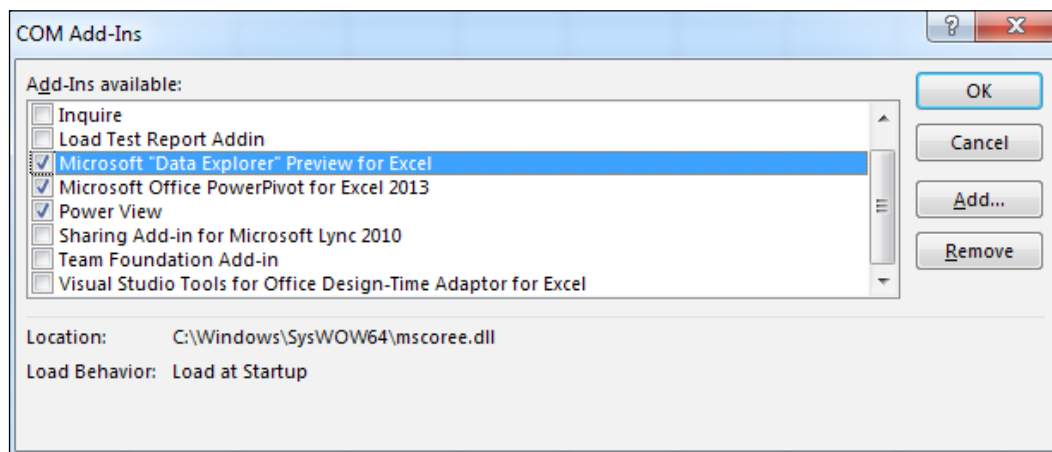 COM Add-Ins
?
Add-Ins available:
Inquire
Load Test Report Addin
Microsoft "Data Explorer" Preview for Excel
Microsoft Office PowerPivot for Excel 2013
Power View
Sharing Add-in for Microsoft Lync 2010
Team Foundation Add-in
Visual Studio Tools for Office Design-Time Adaptor for Excel
OK
Cancel
Add...
Remove
Location: C:\Windows\SysWOW64\mscoree.dll
Load Behavior: Load at Startup